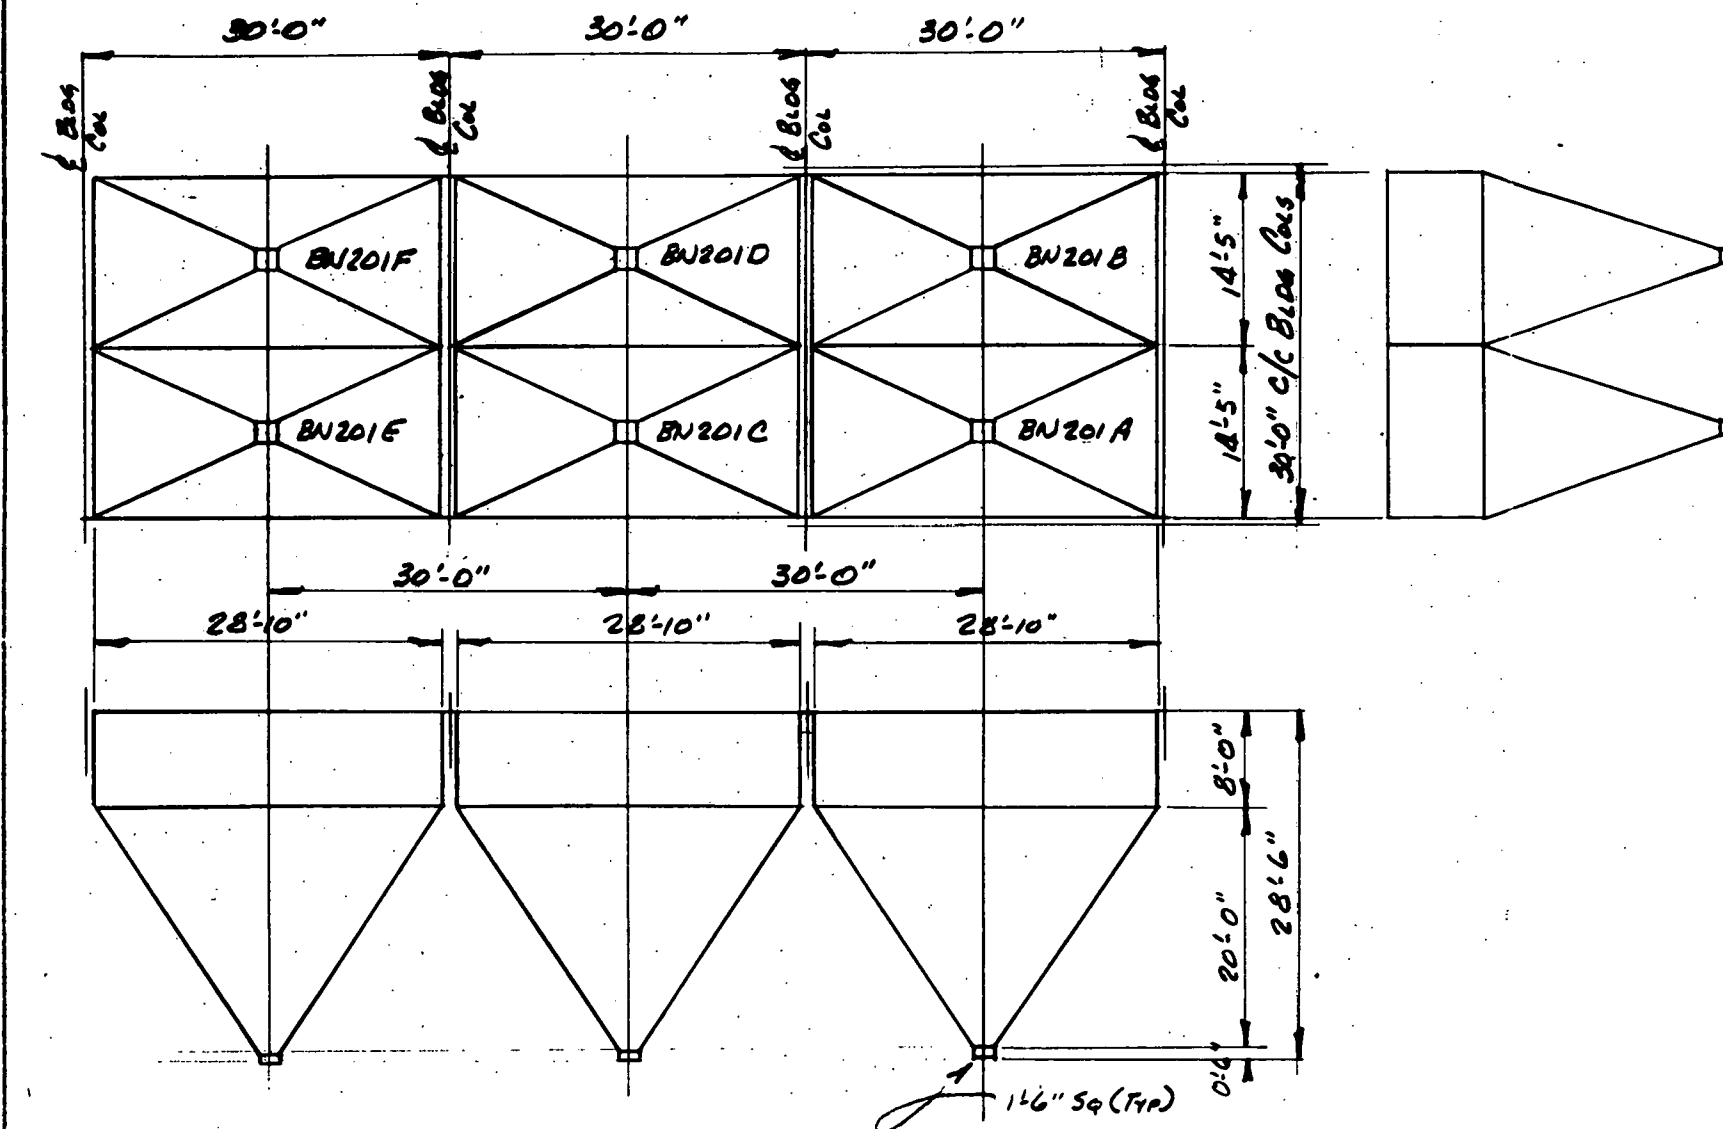 30'-0"
30'-0"
30'-0"
℄ BLDG
COL
℄ BLDG
COL
℄ BLDG
COL
℄ BLDG
COL
BN201F
BN201D
BN201B
14'-5"
30'-0" C/C BLDG COLS
BN201E
BN201C
BN201A
14'-5"
30'-0"
30'-0"
28'-10"
28'-10"
28'-10"
8'-0"
28'-6"
20'-0"
0'-6"
1'-6" SQ (TYP)